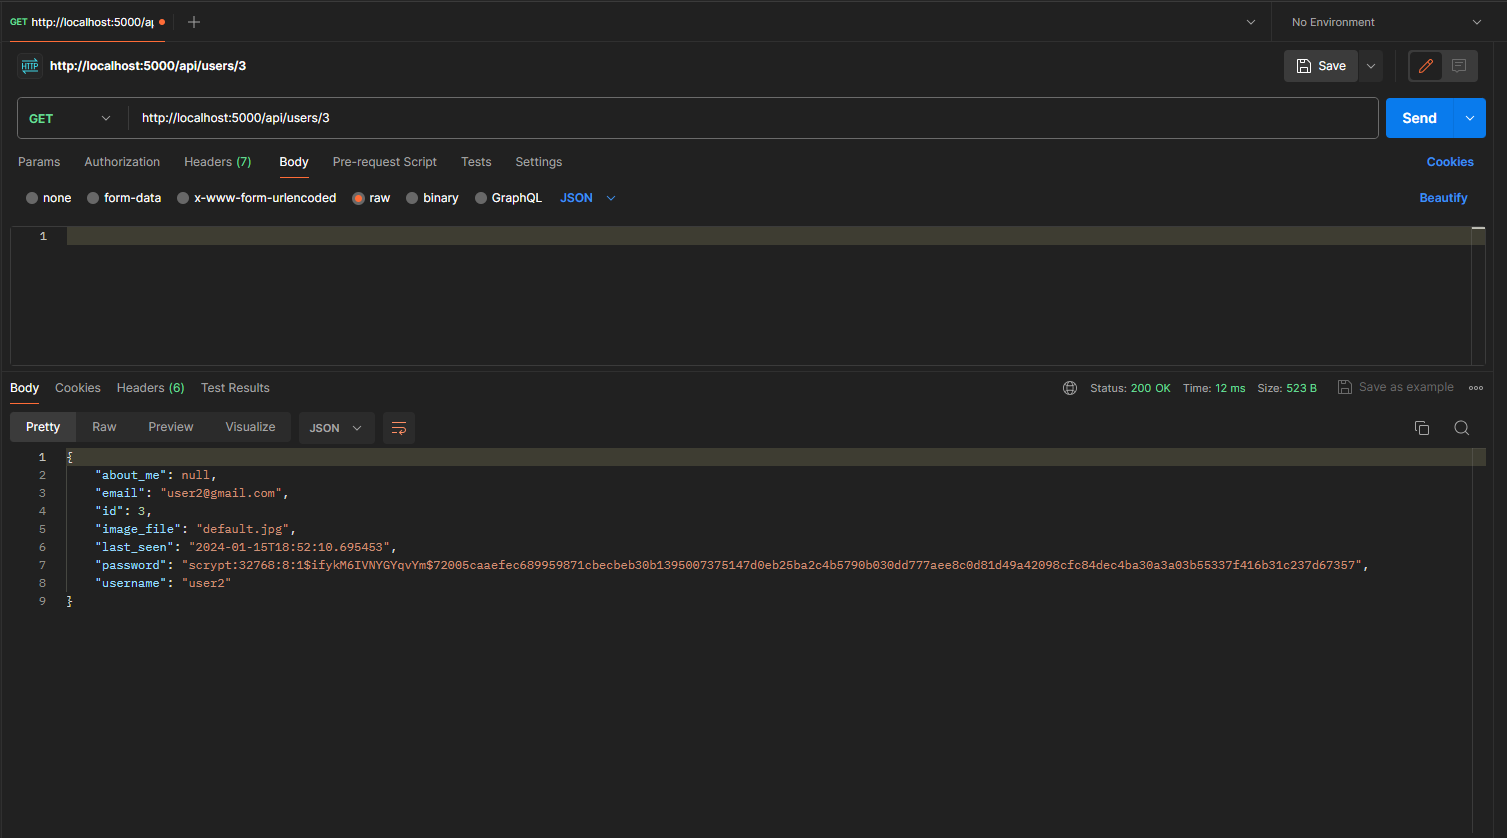 GET http://localhost:5000/ap
No Environment
HTTP http://localhost:5000/api/users/3
Save
GET http://localhost:5000/api/users/3 Send
Params Authorization Headers (7) Body Pre-request Script Tests Settings Cookies
none form-data x-www-form-urlencoded raw binary GraphQL JSON Beautify
1
Body Cookies Headers (6) Test Results Status: 200 OK Time: 12 ms Size: 523 B Save as example
Pretty Raw Preview Visualize JSON
1 {
2 "about_me": null,
3 "email": "user2@gmail.com",
4 "id": 3,
5 "image_file": "default.jpg",
6 "last_seen": "2024-01-15T18:52:10.695453",
7 "password": "scrypt:32768:8:1$ifykM6IVNYGYqvYm$72005caaefec689959871cbecbeb30b1395007375147d0eb25ba2c4b5790b030dd777aee8c0d81d49a42098cfc84dec4ba30a3a03b55337f416b31c237d67357",
8 "username": "user2"
9 }